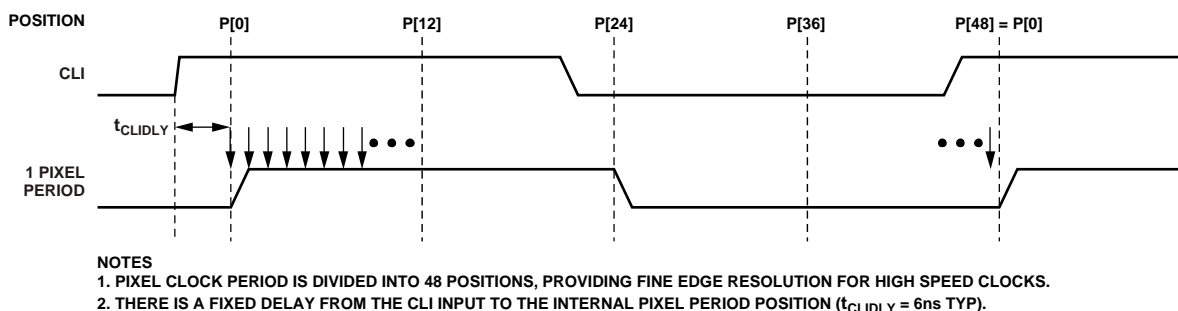 POSITION P[0] P[12] P[24] P[36] P[48] = P[0]
CLI
tCLIDLY
1 PIXEL
PERIOD
NOTES
1. PIXEL CLOCK PERIOD IS DIVIDED INTO 48 POSITIONS, PROVIDING FINE EDGE RESOLUTION FOR HIGH SPEED CLOCKS.
2. THERE IS A FIXED DELAY FROM THE CLI INPUT TO THE INTERNAL PIXEL PERIOD POSITION (tCLIDLY = 6ns TYP).